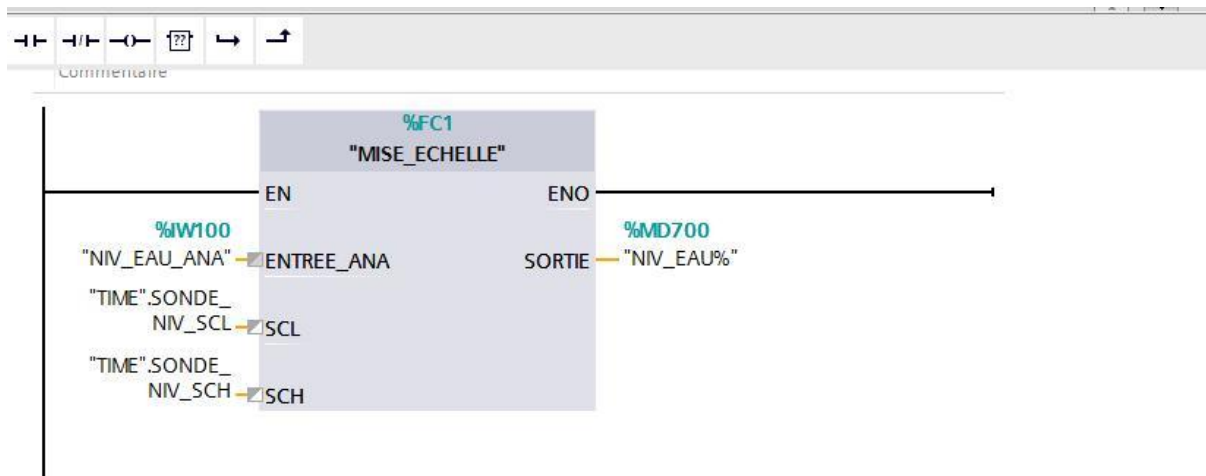 ??
Commentaire
%FC1
"MISE_ECHELLE"
EN ENO
%IW100
"NIV_EAU_ANA" ENTREE_ANA
%MD700
SORTIE "NIV_EAU%"
"TIME".SONDE_
NIV_SCL SCL
"TIME".SONDE_
NIV_SCH SCH